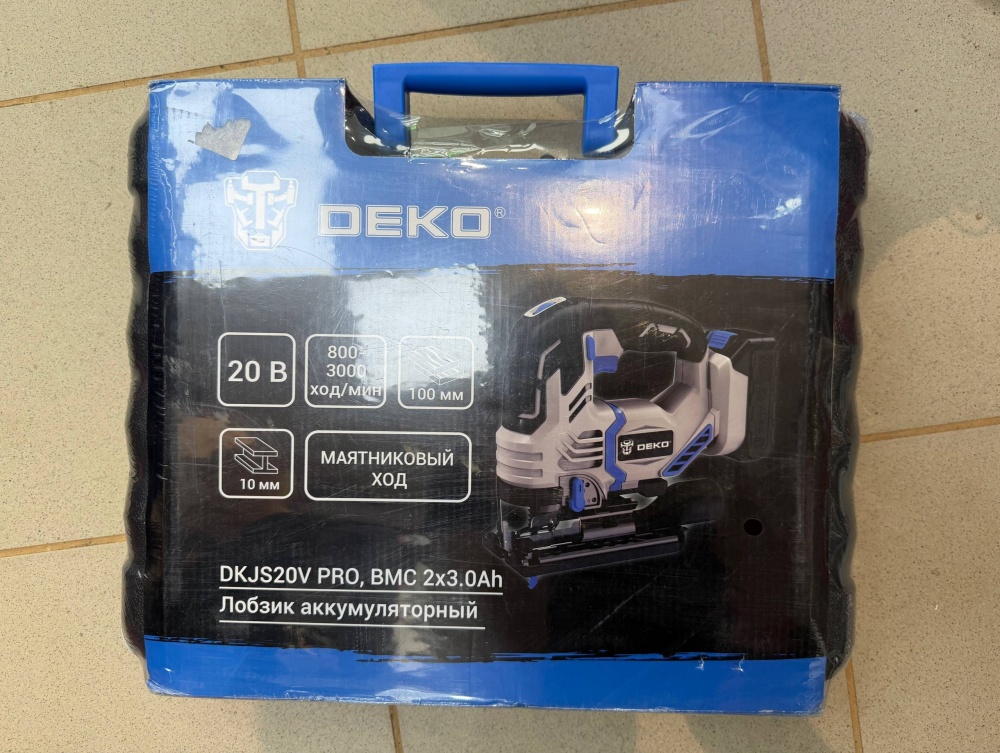 DEKO®
20 В
800-
3000
ход/мин
100 мм
10 мм
МАЯТНИКОВЫЙ
ХОД
DEKO
DKJS20V PRO, BMC 2x3.0Ah
Лобзик аккумуляторный